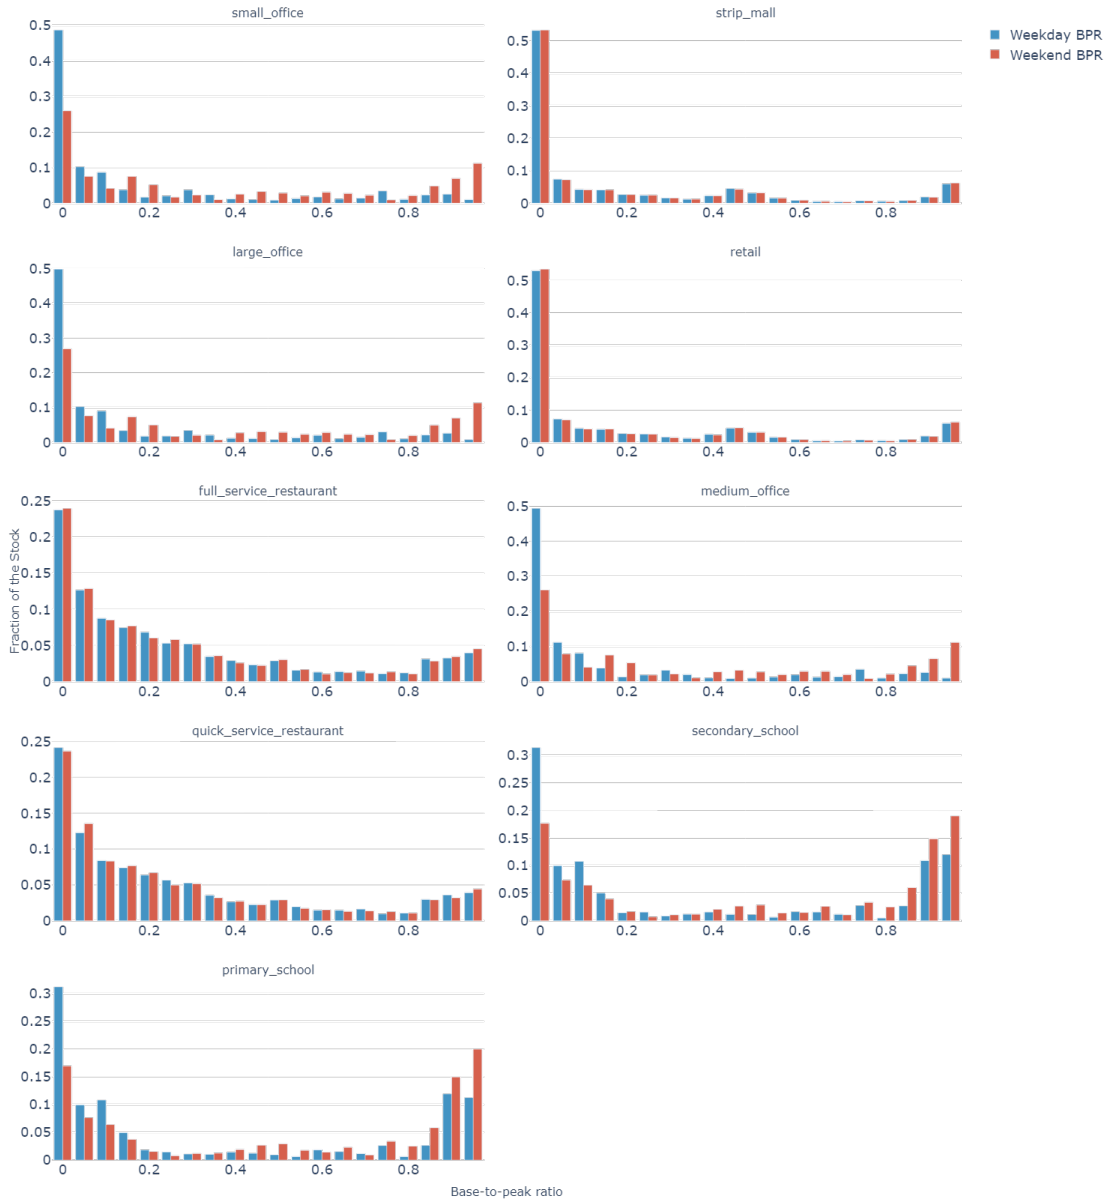 small_office
strip_mall
Weekday BPR
Weekend BPR
0.5
0.4
0.3
0.2
0.1
0
0 0.2 0.4 0.6 0.8
0.5
0.4
0.3
0.2
0.1
0
0 0.2 0.4 0.6 0.8
large_office
retail
0.5
0.4
0.3
0.2
0.1
0
0 0.2 0.4 0.6 0.8
0.5
0.4
0.3
0.2
0.1
0
0 0.2 0.4 0.6 0.8
full_service_restaurant
medium_office
Fraction of the Stock
0.25
0.2
0.15
0.1
0.05
0
0 0.2 0.4 0.6 0.8
0.5
0.4
0.3
0.2
0.1
0
0 0.2 0.4 0.6 0.8
quick_service_restaurant
secondary_school
0.25
0.2
0.15
0.1
0.05
0
0 0.2 0.4 0.6 0.8
0.3
0.25
0.2
0.15
0.1
0.05
0
0 0.2 0.4 0.6 0.8
primary_school
0.3
0.25
0.2
0.15
0.1
0.05
0
0 0.2 0.4 0.6 0.8
Base-to-peak ratio